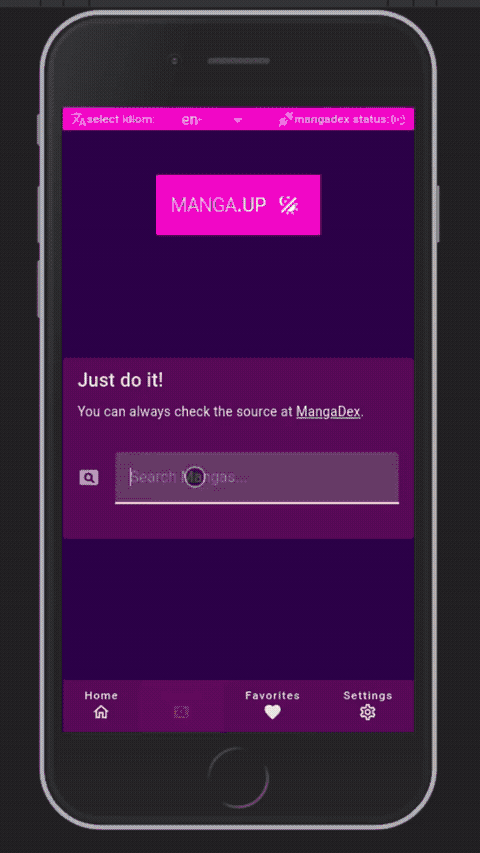 select idiom: en mangadex status:
MANGA.UP
Just do it!
You can always check the source at MangaDex.
Search Mangas...
Home Favorites Settings